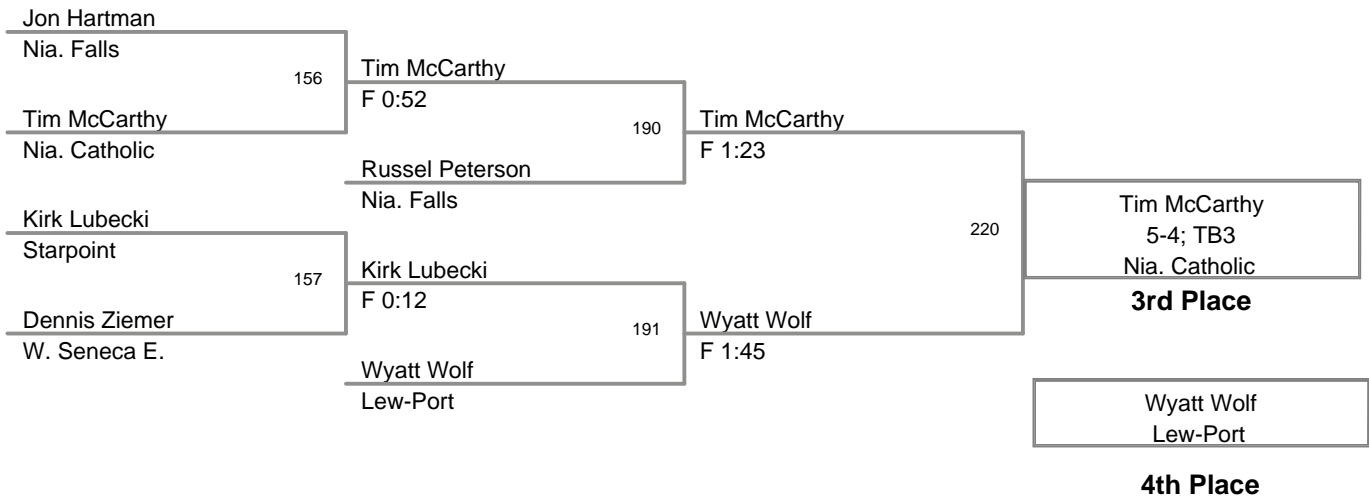 Jon Hartman
Nia. Falls
156
Tim McCarthy
F 0:52
Tim McCarthy
Nia. Catholic
190
Tim McCarthy
F 1:23
Russel Peterson
Nia. Falls
Kirk Lubecki
Starpoint
157
Kirk Lubecki
F 0:12
Dennis Ziemer
W. Seneca E.
191
Wyatt Wolf
F 1:45
Wyatt Wolf
Lew-Port
220
Tim McCarthy
5-4; TB3
Nia. Catholic
3rd Place
Wyatt Wolf
Lew-Port
4th Place